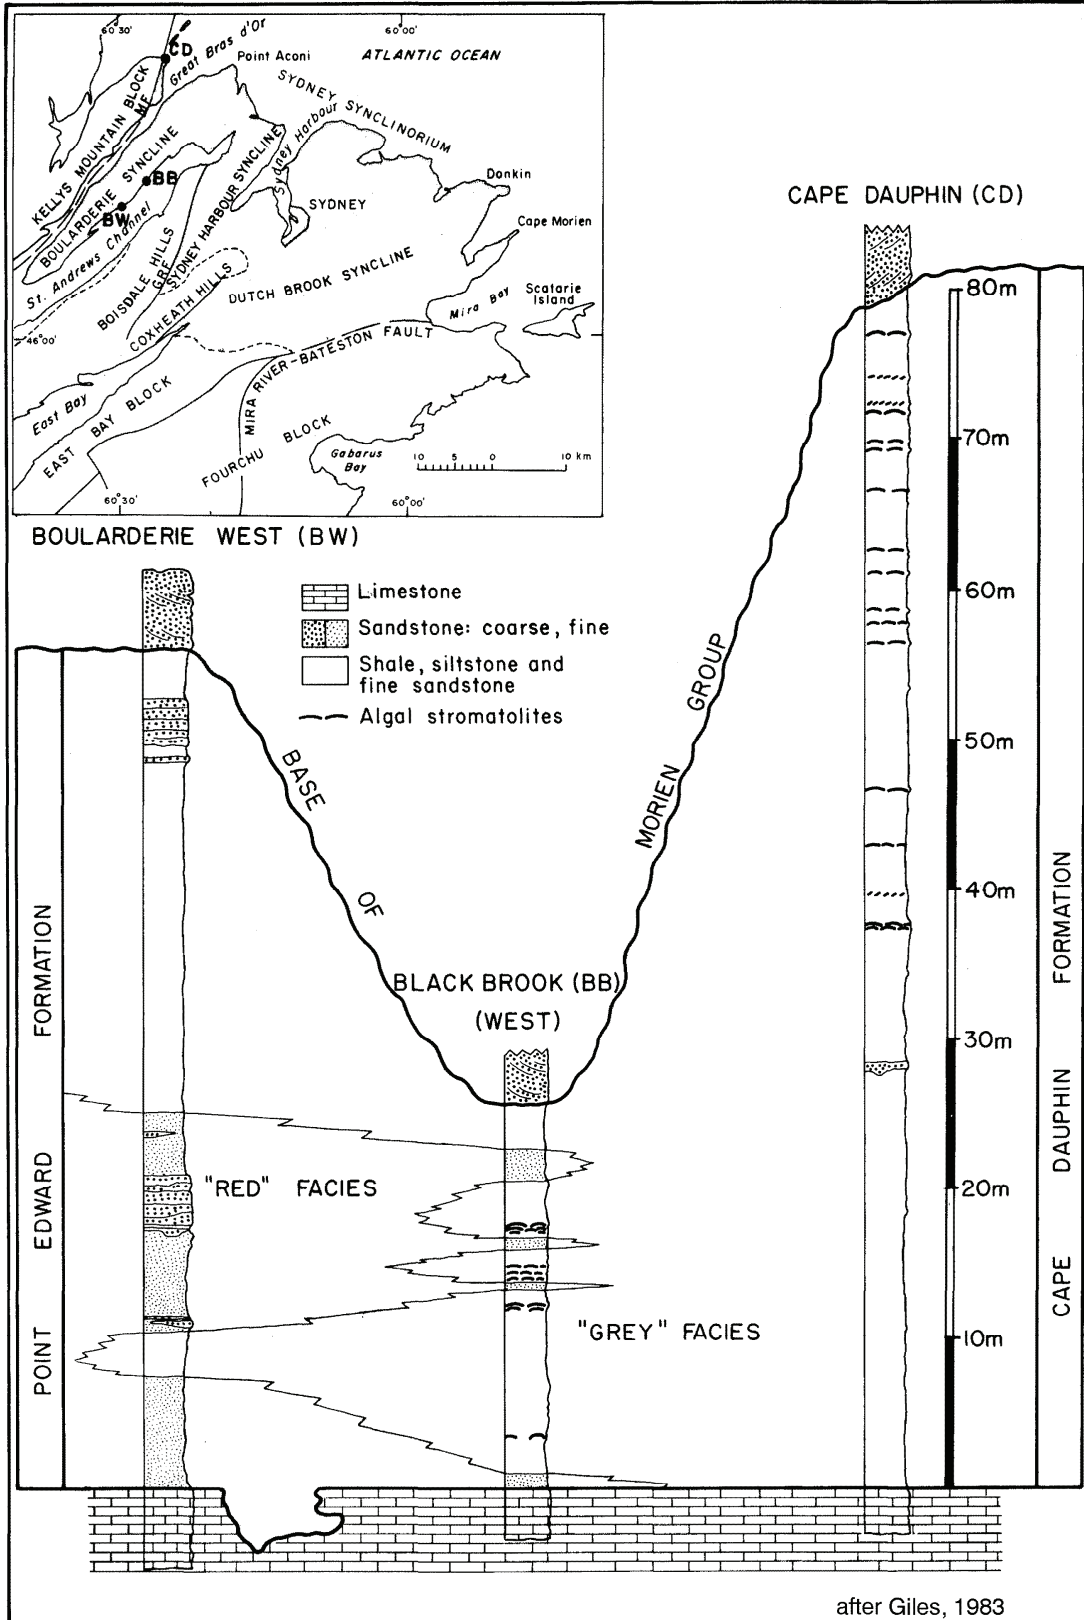 60°30'
60°00'
CD
Great Bras d'Or
Point Aconi
ATLANTIC OCEAN
SYDNEY SYNCLINORIUM
KELLYS MOUNTAIN BLOCK
MF
BOULARDERIE SYNCLINE
BB
BW
St. Andrews Channel
Sydney Harbour
SYDNEY HARBOUR SYNCLINE
Donkin
SYDNEY
Cape Morien
BOISDALE HILLS
GRF
COXHEATH HILLS
DUTCH BROOK SYNCLINE
Mira Bay
Scatarie
Island
46°00'
MIRA RIVER-BATESTON FAULT
East Bay
EAST BAY BLOCK
FOURCHU BLOCK
Gabarus
Bay
10 5 0 10 km
60°30'
60°00'
CAPE DAUPHIN (CD)
BOULARDERIE WEST (BW)
Limestone
Sandstone: coarse, fine
Shale, siltstone and
fine sandstone
Algal stromatolites
BASE OF MORIEN GROUP
BLACK BROOK (BB)
(WEST)
80m
70m
60m
50m
40m
30m
20m
10m
"RED" FACIES
"GREY" FACIES
POINT EDWARD FORMATION
CAPE DAUPHIN FORMATION
after Giles, 1983